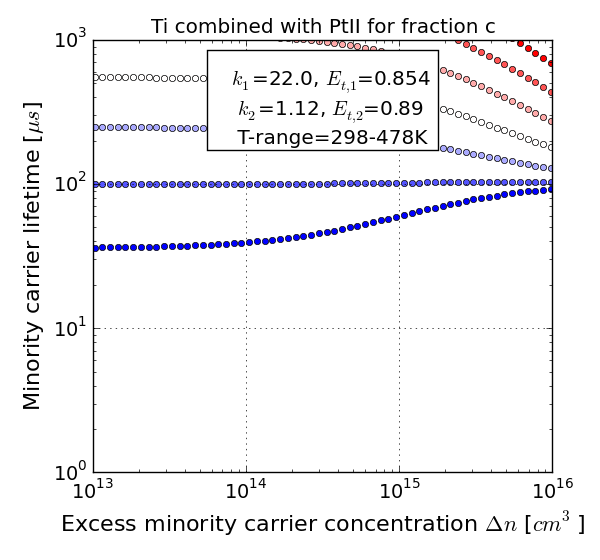 Ti combined with PtII for fraction c
k1=22.0, Et,1=0.854
k2=1.12, Et,2=0.89
T-range=298-478K
Minority carrier lifetime [μs]
10^3
10^2
10^1
10^0
10^13 10^14 10^15 10^16
Excess minority carrier concentration Δn [cm^3 ]